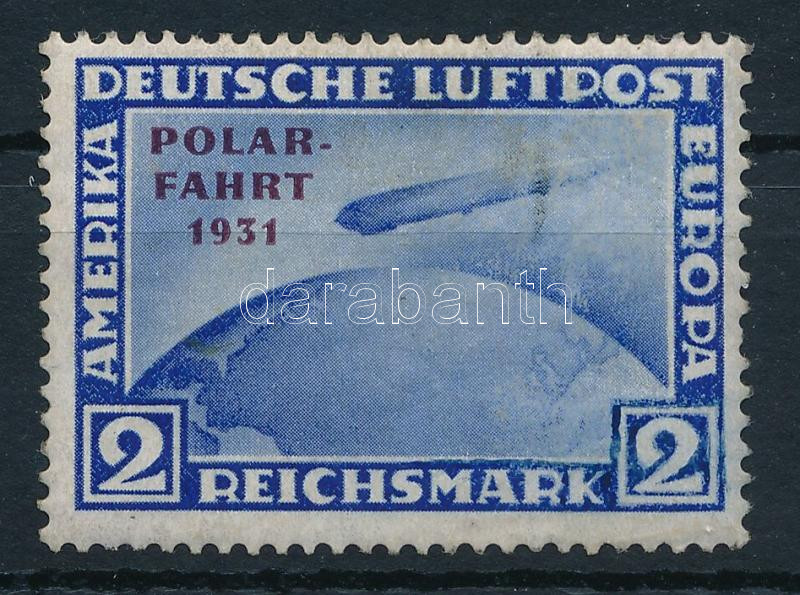 DEUTSCHE LUFTPOST
AMERIKA
EUROPA
POLAR-
FAHRT
1931
darabanth
2
REICHSMARK
2